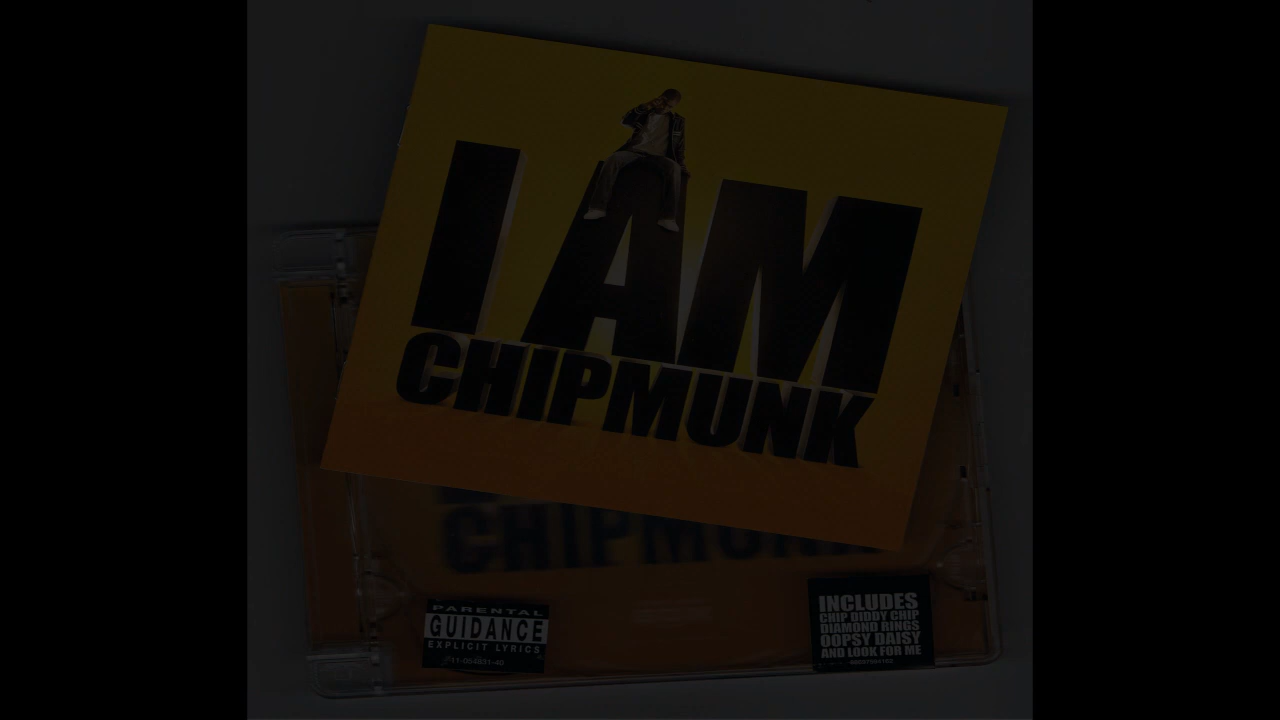 I AM
CHIPMUNK
CHIPMUNK
PARENTAL
GUIDANCE
EXPLICIT LYRICS
INCLUDES
CHIP DIDDY CHIP
DIAMOND RINGS
OOPSY DAISY
AND LOOK FOR ME